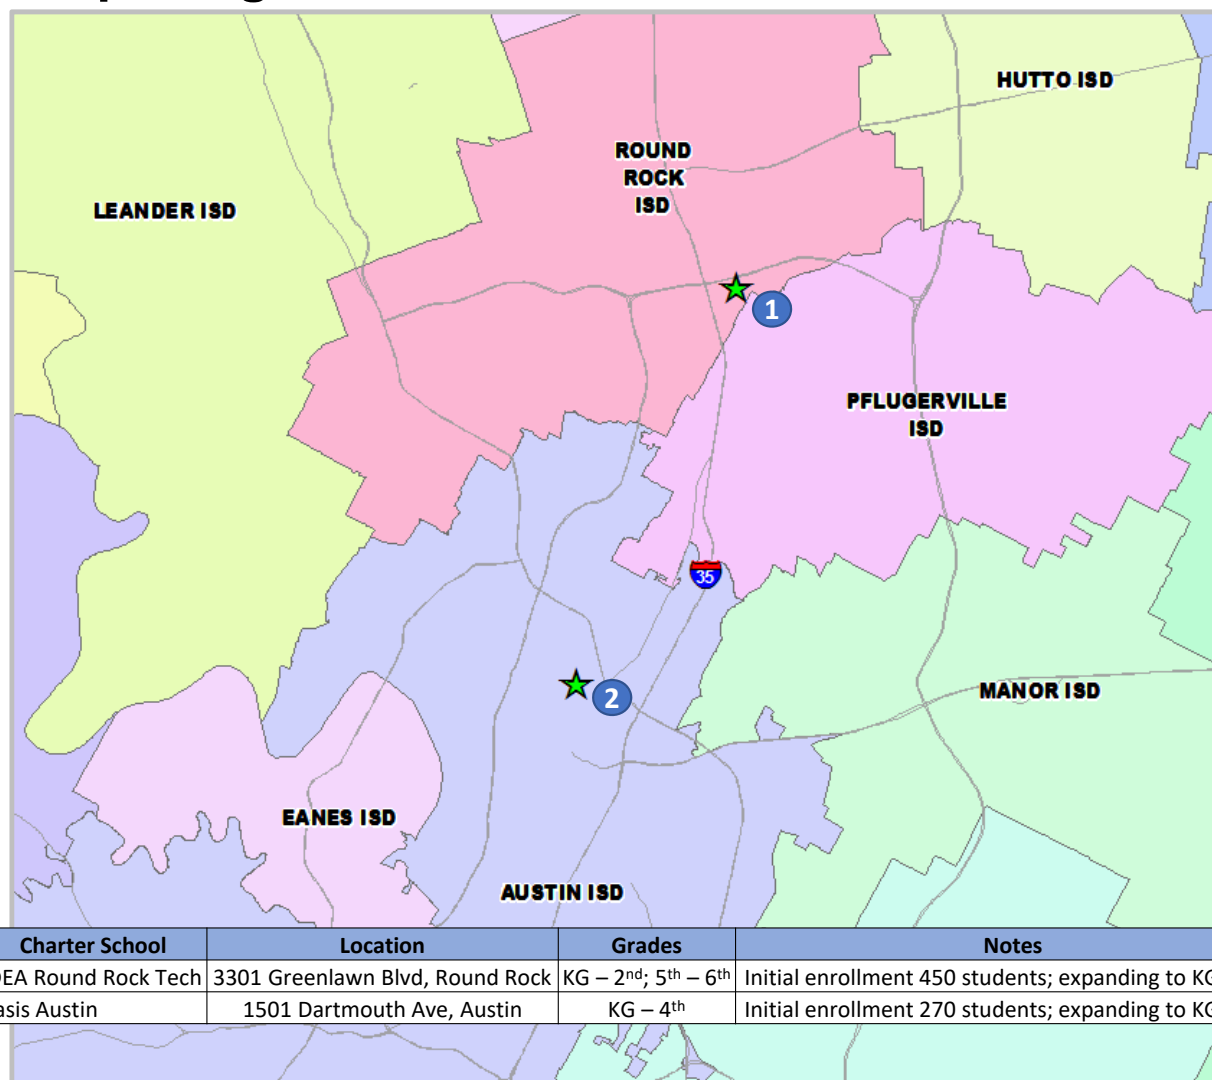 HUTTO ISD
ROUND
ROCK
ISD
LEANDER ISD
1
PFLUGERVILLE
ISD
35
2
MANOR ISD
EANES ISD
AUSTIN ISD
Charter School Location Grades Notes
DEA Round Rock Tech 3301 Greenlawn Blvd, Round Rock KG – 2nd; 5th – 6th Initial enrollment 450 students; expanding to KG
asis Austin 1501 Dartmouth Ave, Austin KG – 4th Initial enrollment 270 students; expanding to KG